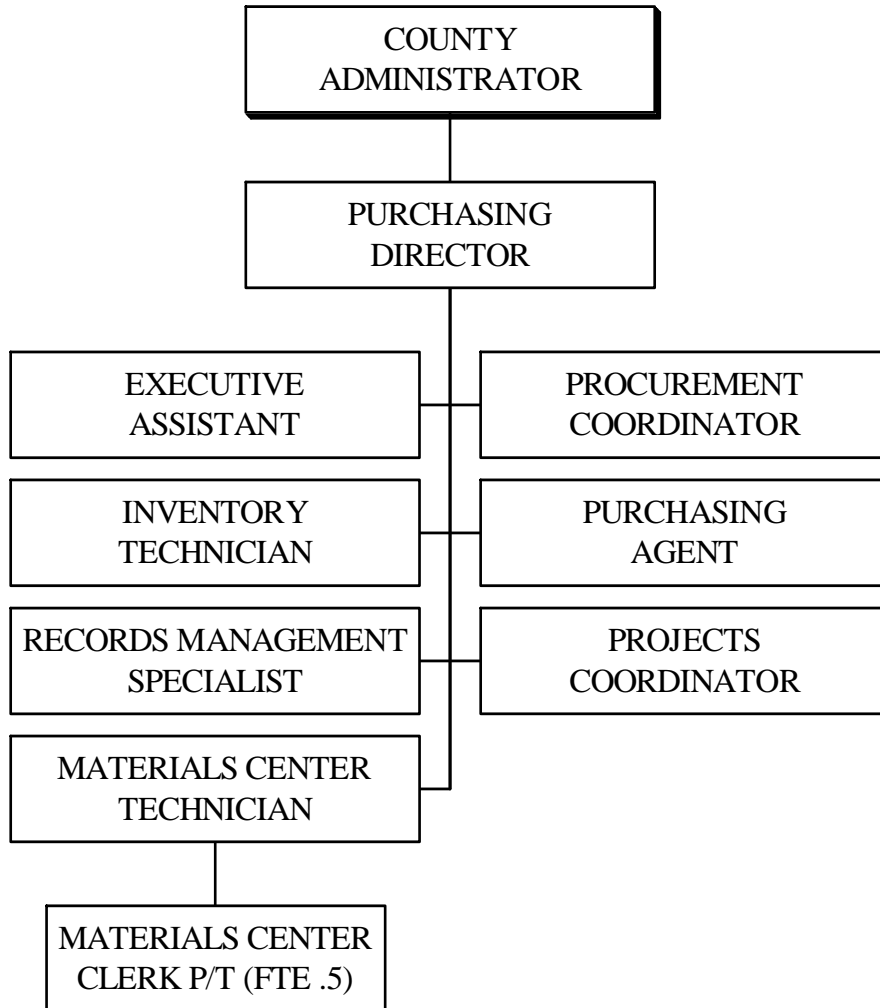 COUNTY
ADMINISTRATOR
PURCHASING
DIRECTOR
EXECUTIVE
ASSISTANT
PROCUREMENT
COORDINATOR
INVENTORY
TECHNICIAN
PURCHASING
AGENT
RECORDS MANAGEMENT
SPECIALIST
PROJECTS
COORDINATOR
MATERIALS CENTER
TECHNICIAN
MATERIALS CENTER
CLERK P/T (FTE .5)